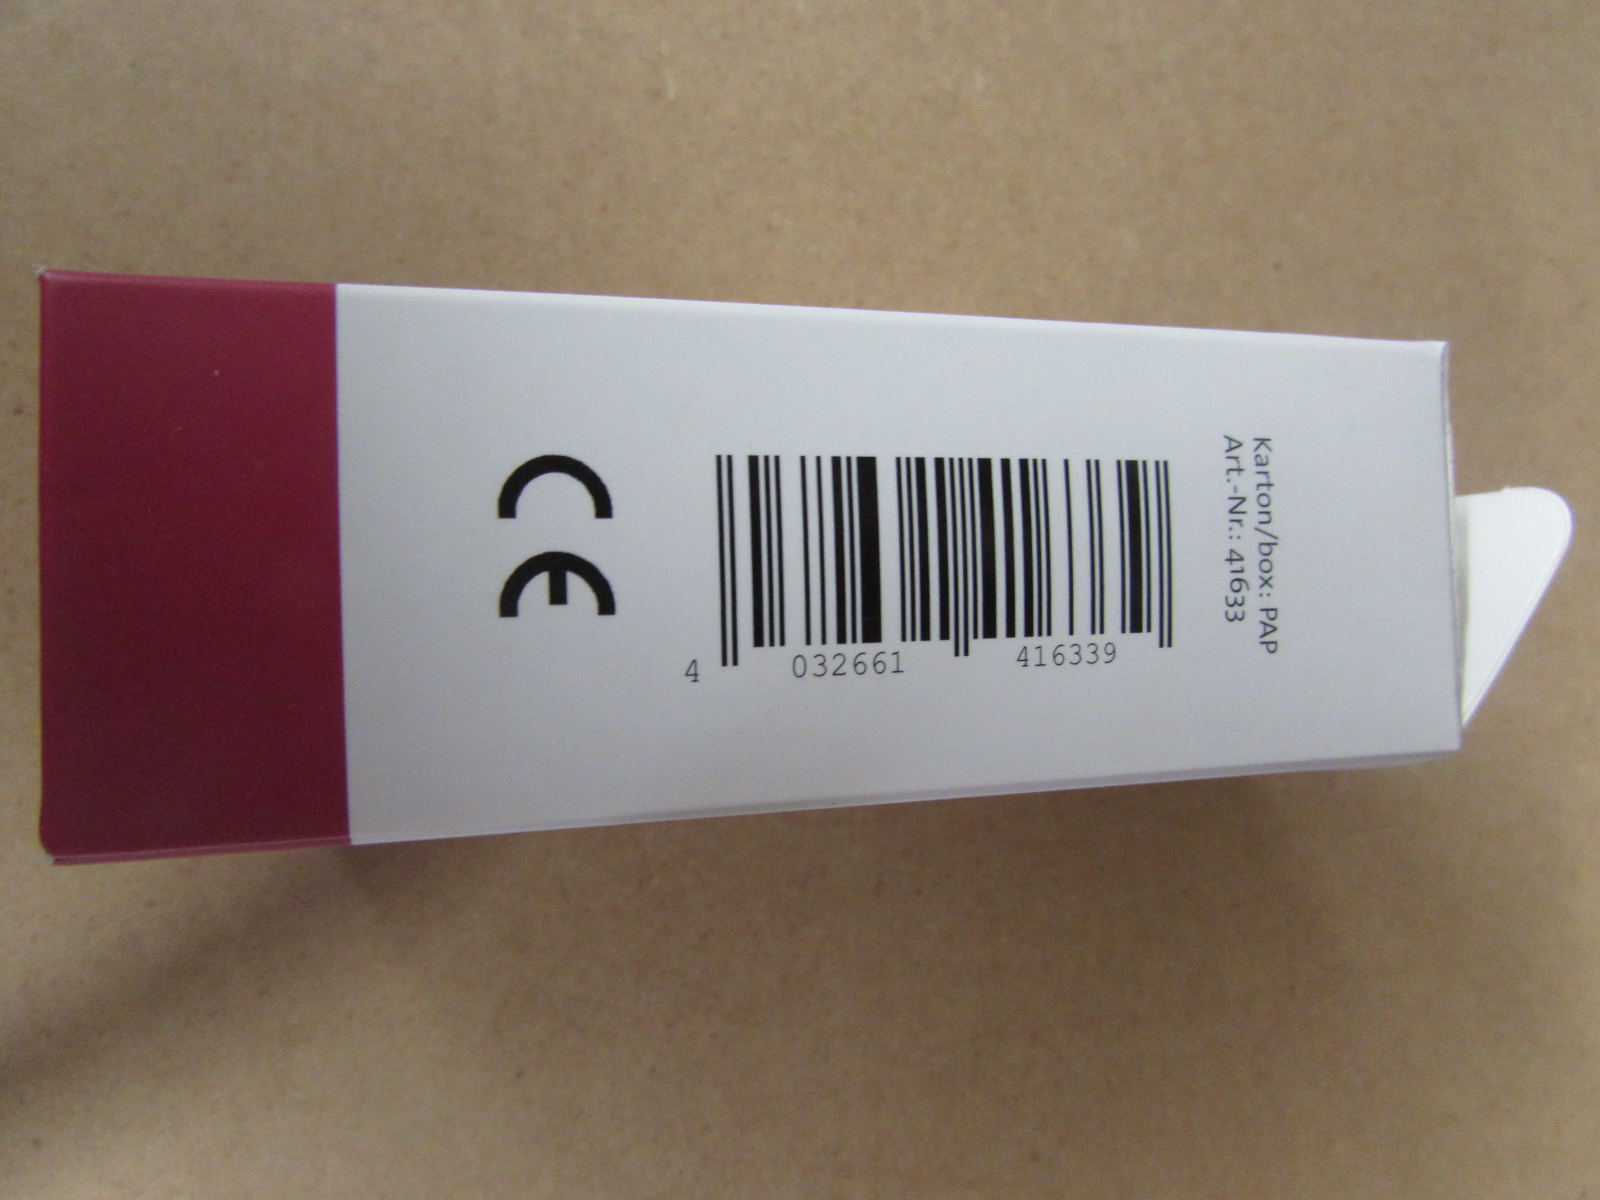 Karton/box: PAP
Art.-Nr.: 41633
4 032661 416339
CE